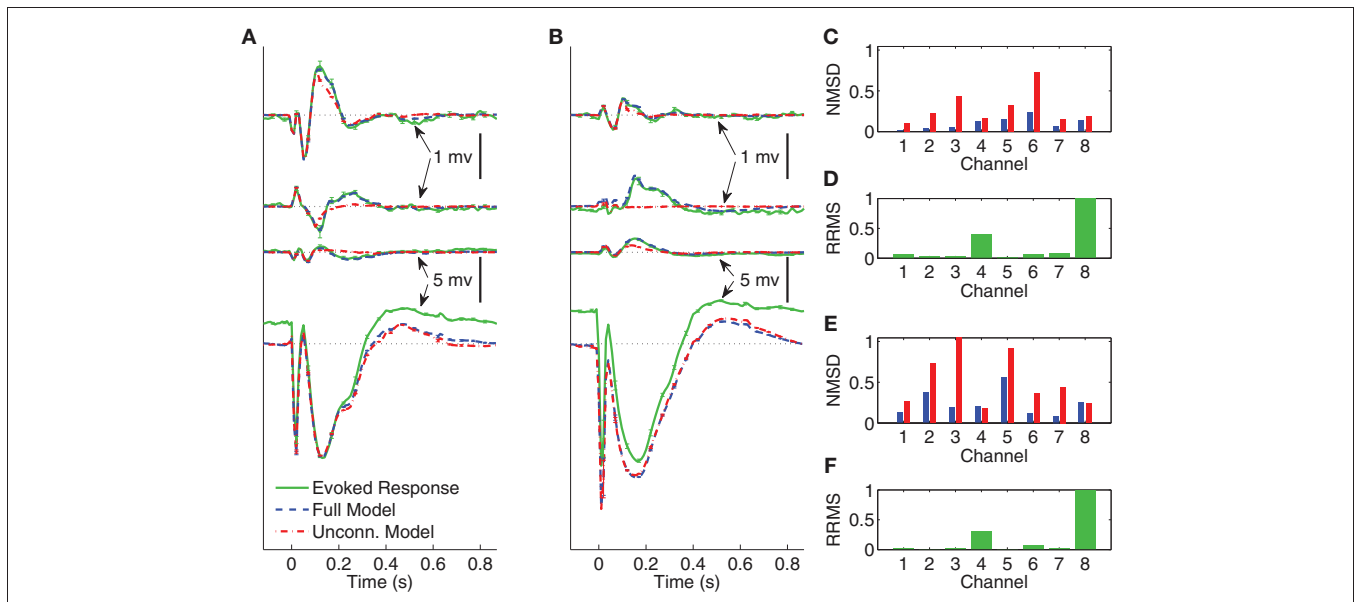 A
1 mv
5 mv
Evoked Response
Full Model
Unconn. Model
0 0.2 0.4 0.6 0.8
Time (s)
B
1 mv
5 mv
0 0.2 0.4 0.6 0.8
Time (s)
C
NMSD
1
0.5
0
1 2 3 4 5 6 7 8
Channel
D
RRMS
1
0.5
0
1 2 3 4 5 6 7 8
Channel
E
NMSD
1
0.5
0
1 2 3 4 5 6 7 8
Channel
F
RRMS
1
0.5
0
1 2 3 4 5 6 7 8
Channel